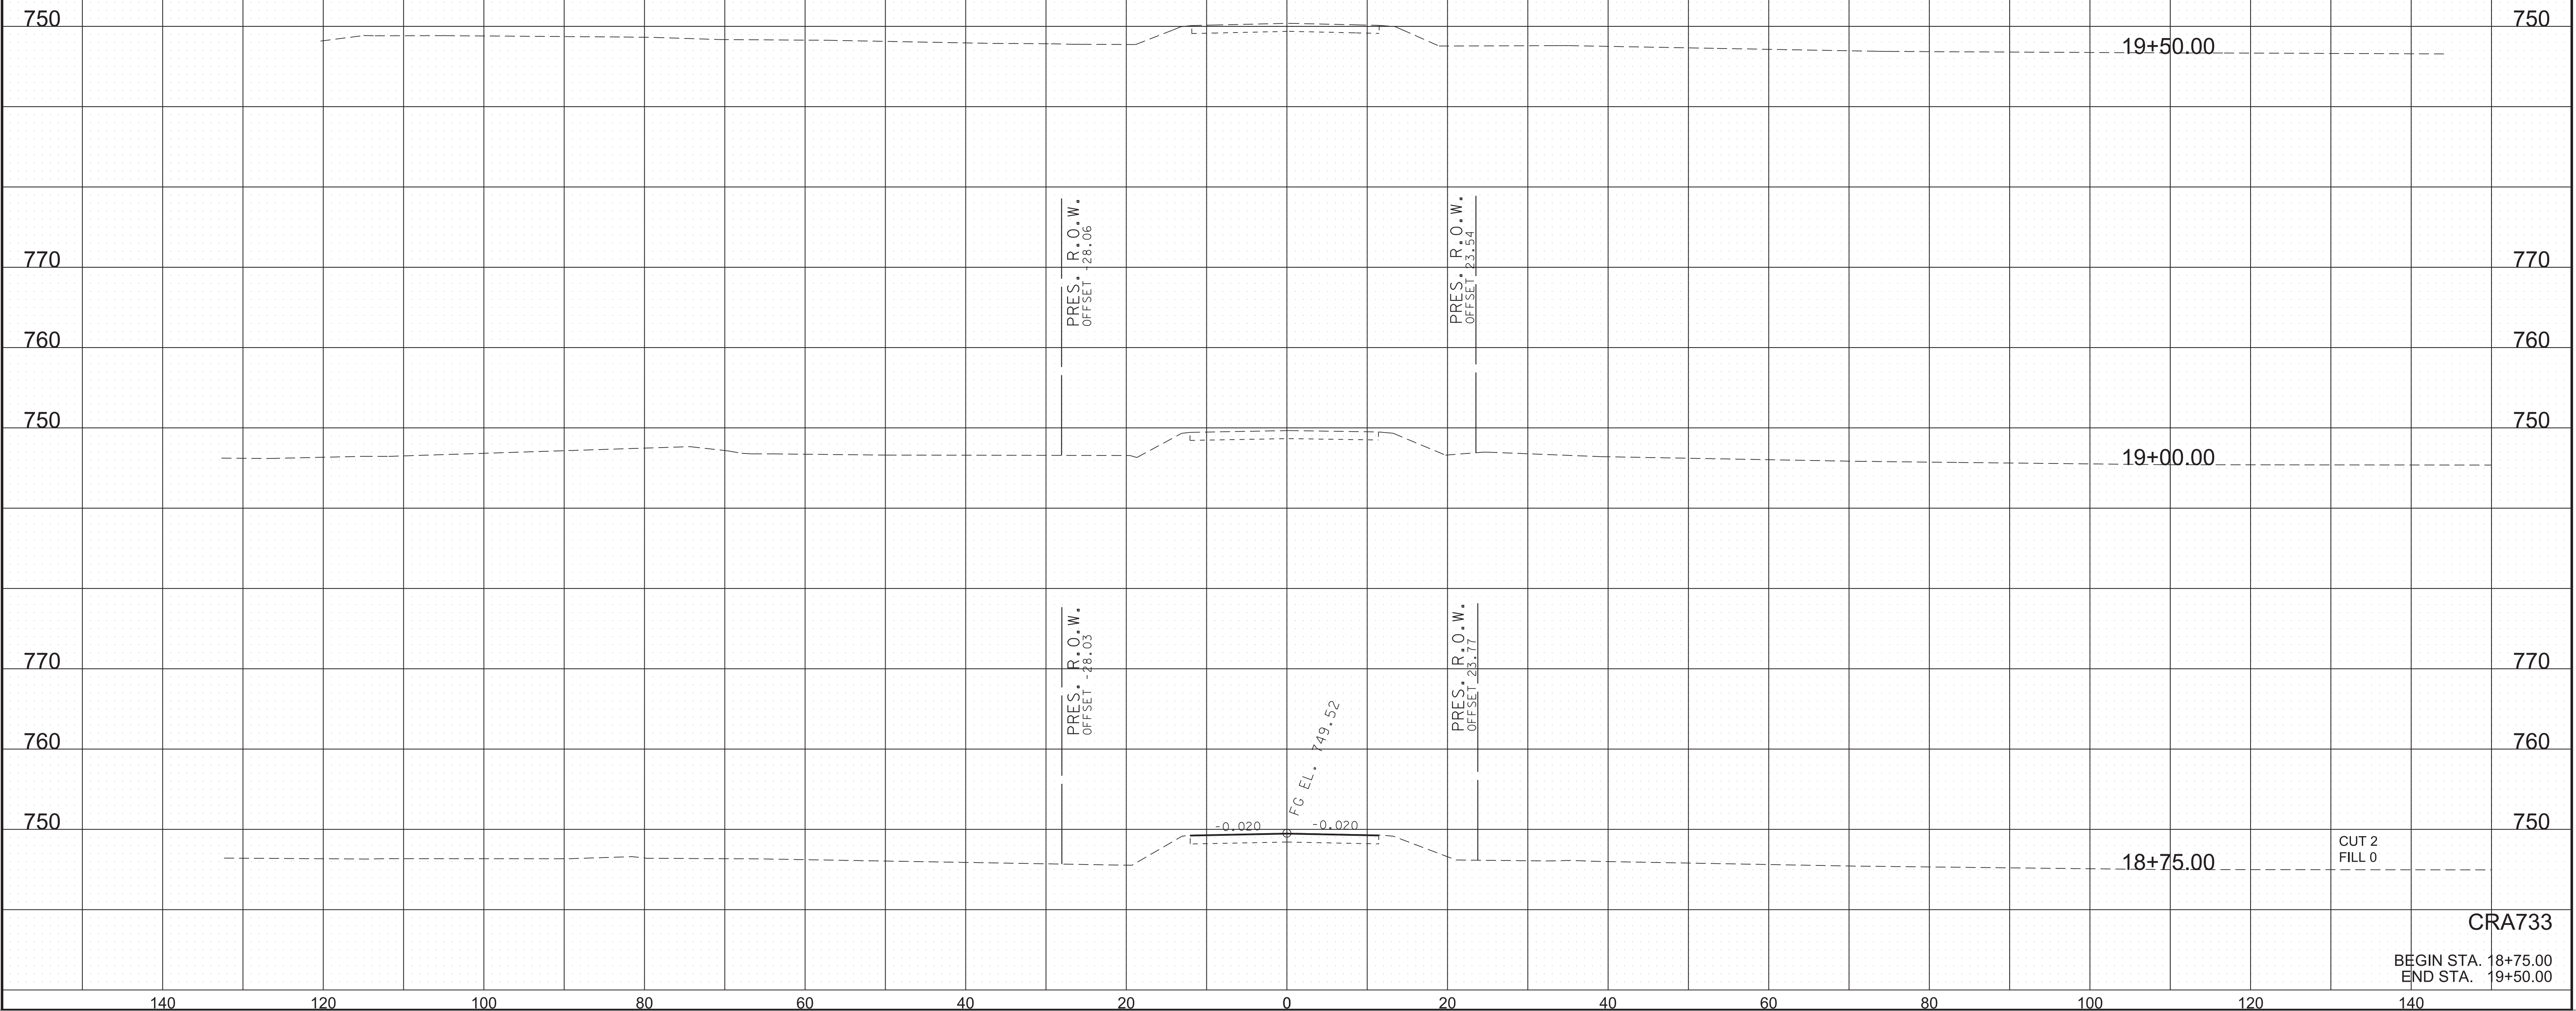 750 750
19+50.00
PRES. R.O.W.
OFFSET -28.06
PRES. R.O.W.
OFFSET 23.54
770 770
760 760
750 750
19+00.00
PRES. R.O.W.
OFFSET -28.03
PRES. R.O.W.
OFFSET 23.77
770 770
FG EL. 749.52
760 760
750 -0.020 -0.020 750
CUT 2
FILL 0
18+75.00
CRA733
BEGIN STA. 18+75.00
END STA. 19+50.00
140 120 100 80 60 40 20 0 20 40 60 80 100 120 140